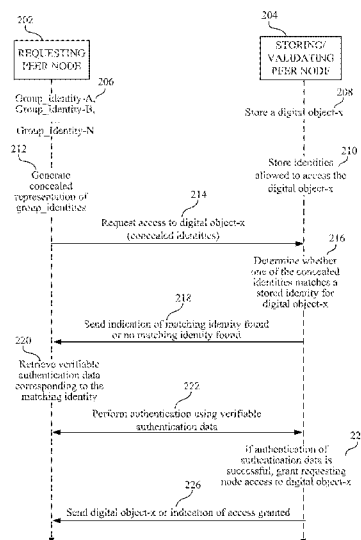 202
REQUESTING
PEER NODE
204
STORING/
VALIDATING
PEER NODE
Group_identity-A,
Group_identity-B,
...
Group_identity-N
206
208
Store a digital object-x
210
Store identities
allowed to access the
digital object-x
212
Generate
concealed
representation of
group_identities
214
Request access to digital object-x
(concealed identities)
216
Determine whether
one of the concealed
identities matches a
stored identity for
digital object-x
218
Send indication of matching identity found
or no matching identity found
220
Retrieve verifiable
authentication data
corresponding to the
matching identity
222
Perform authentication using verifiable
authentication data
22
If authentication of
authentication data is
successful, grant requesting
node access to digital object-x
226
Send digital object-x or indication of access granted